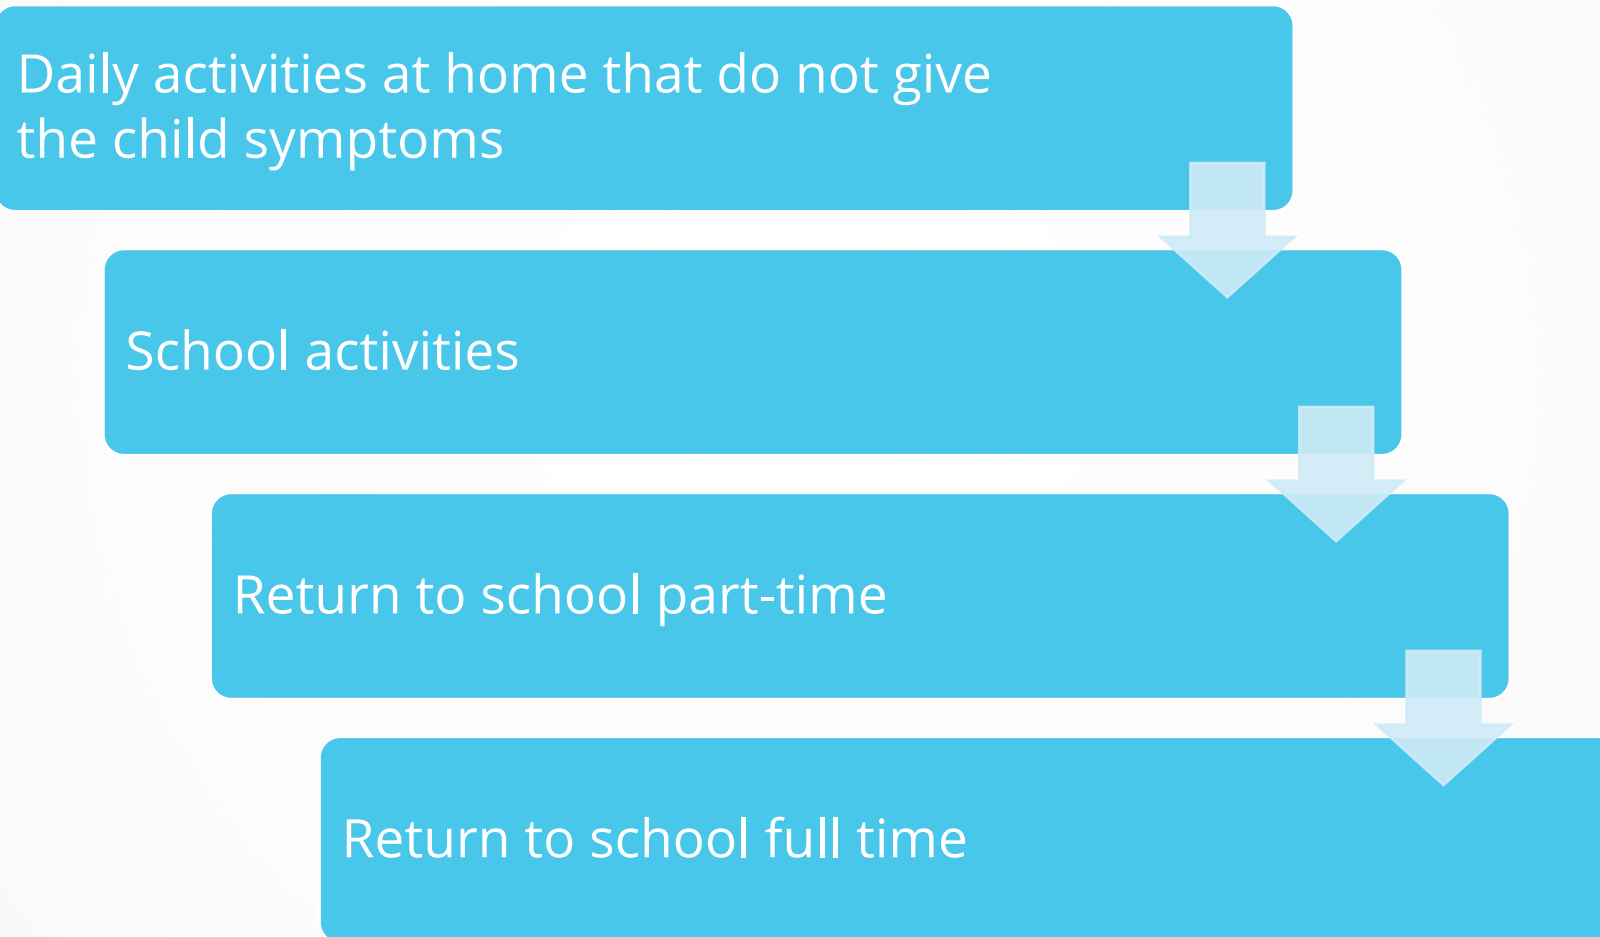 Daily activities at home that do not give
the child symptoms
School activities
Return to school part-time
Return to school full time